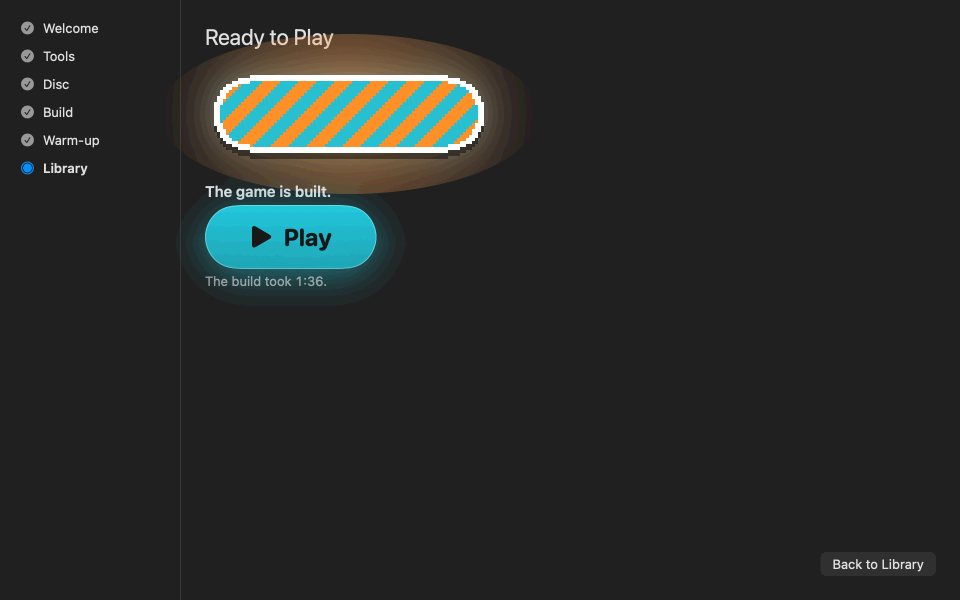 Welcome
Tools
Disc
Build
Warm-up
Library
Ready to Play
The game is built.
Play
The build took 1:36.
Back to Library